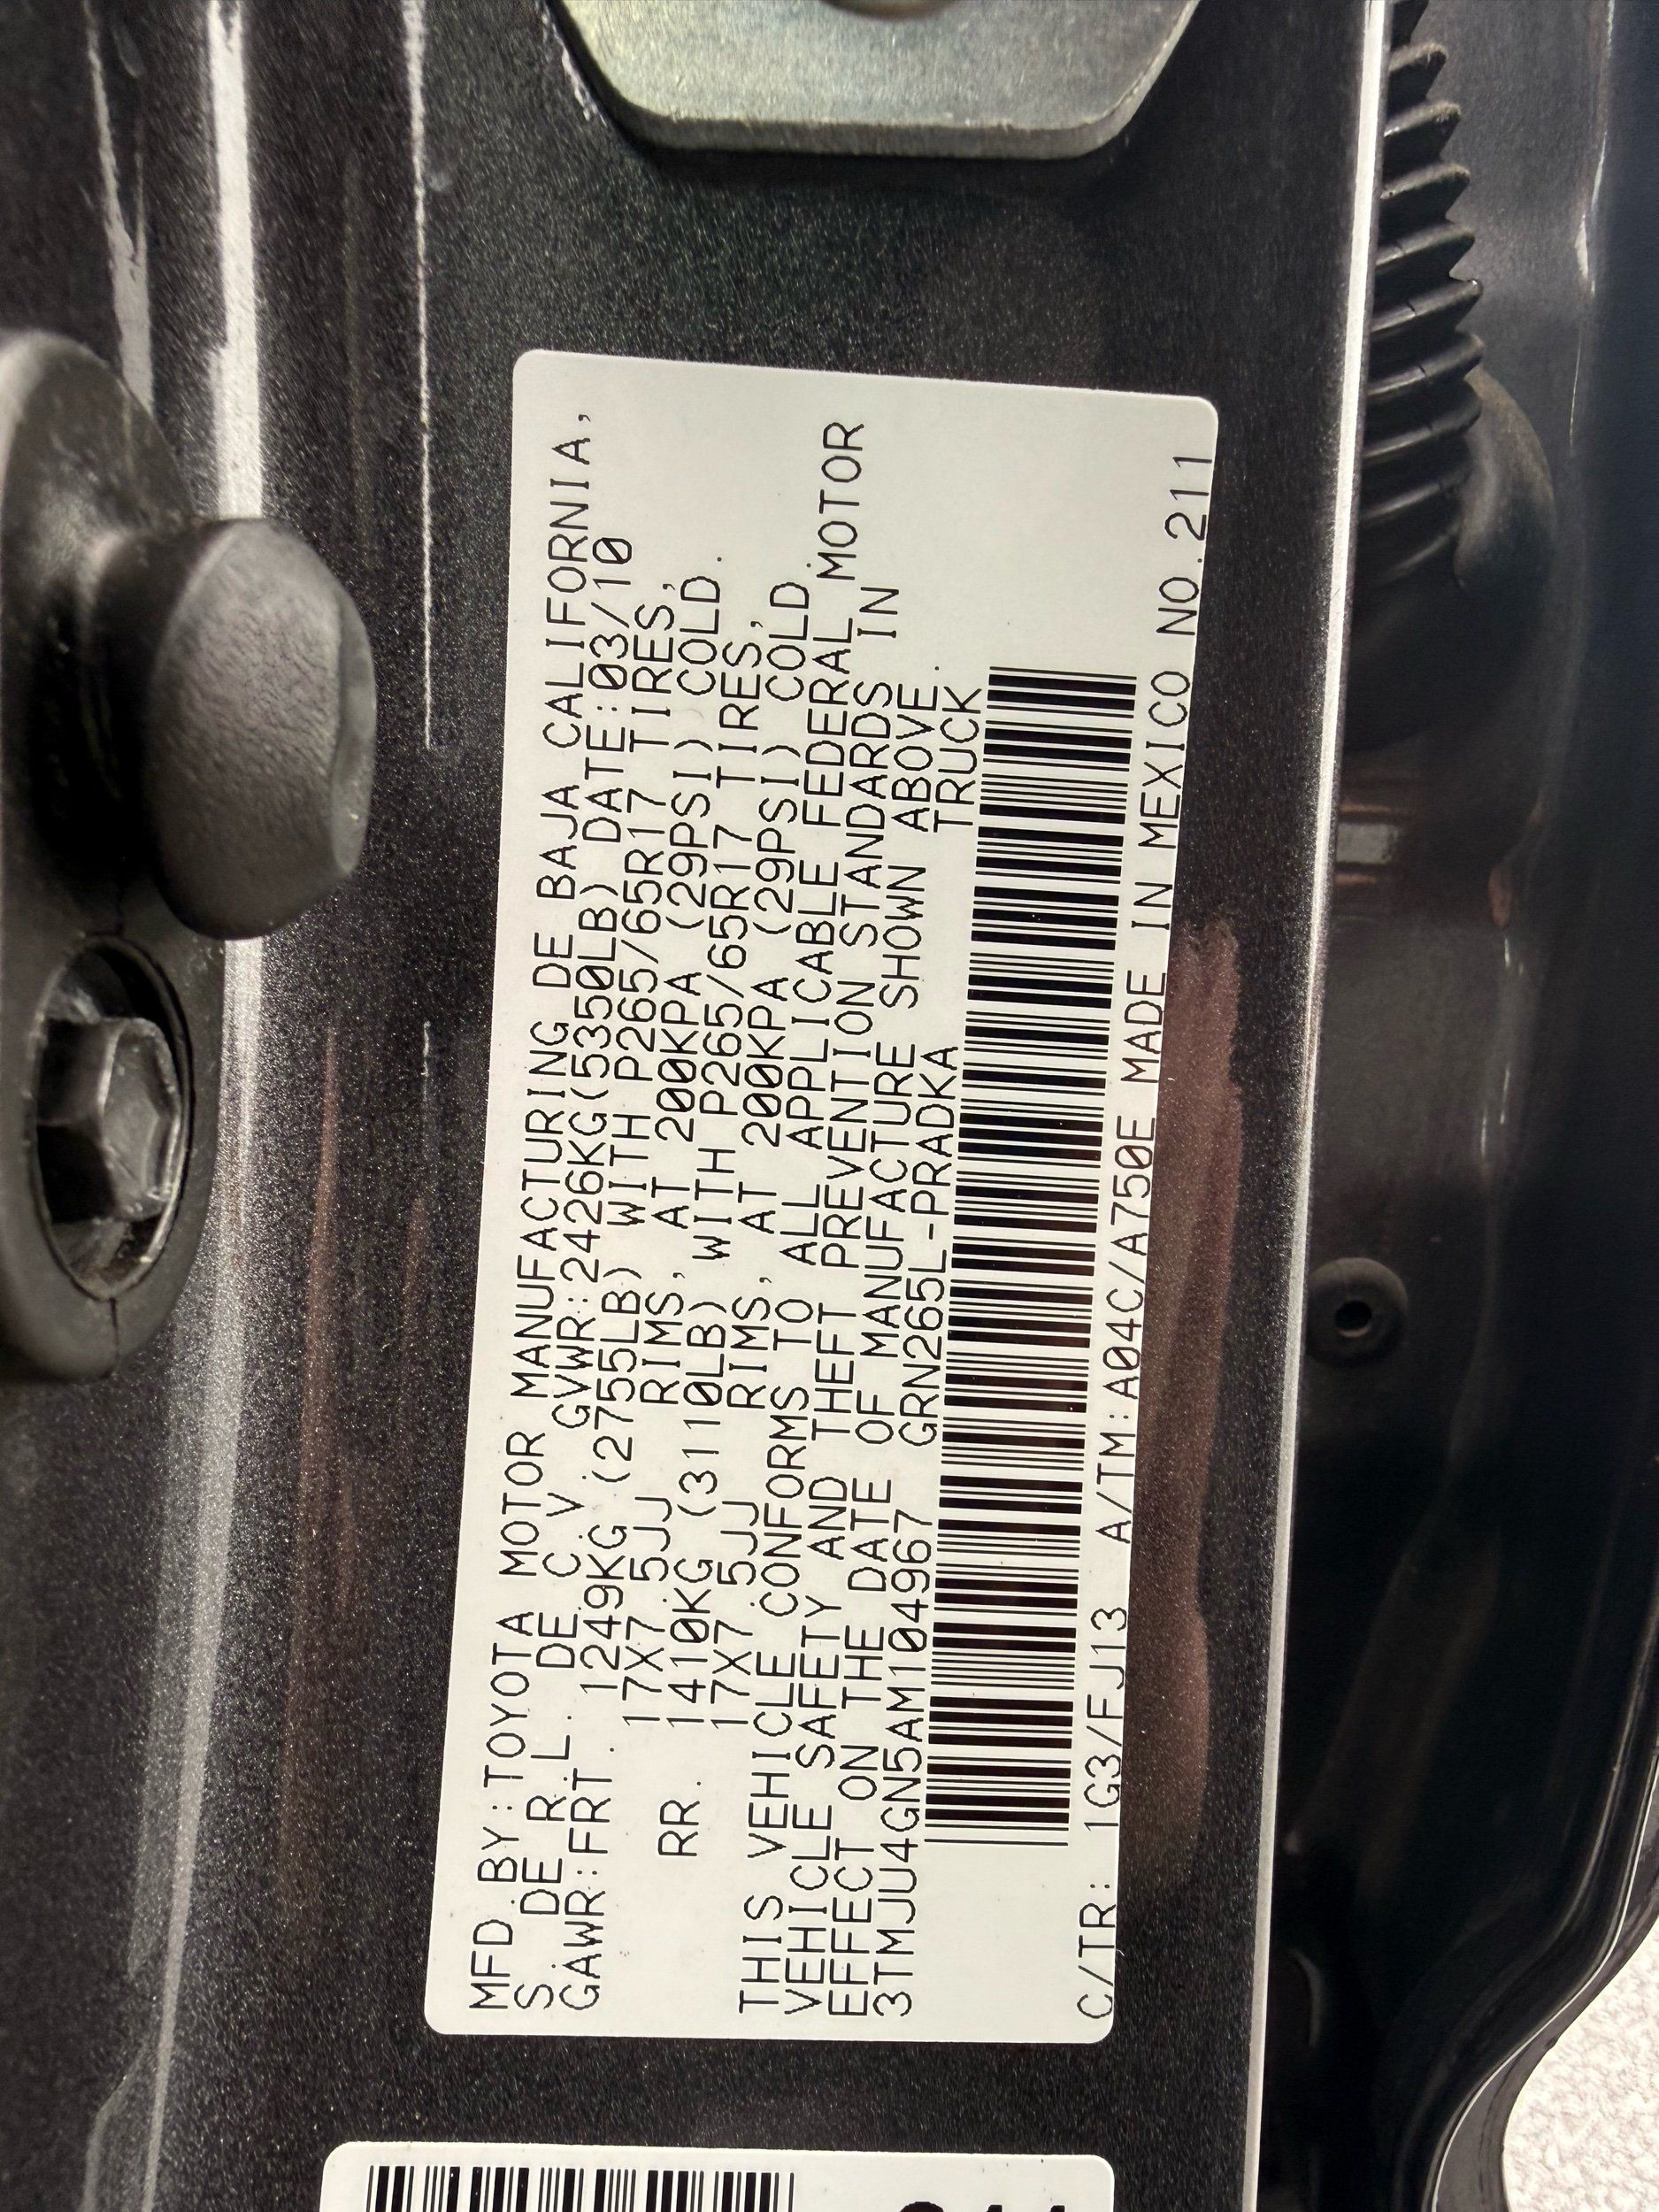 MFD.BY:TOYOTA MOTOR MANUFACTURING DE BAJA CALIFORNIA,
S DE R.L. DE C.V. GVWR:2426KG(5350LB) DATE:03/10
GAWR:FRT. 1249KG (2755LB) WITH P265/65R17 TIRES,
17X7.5JJ RIMS, AT 200KPA (29PSI) COLD.
RR. 1410KG (3110LB) WITH P265/65R17 TIRES,
17X7.5JJ RIMS, AT 200KPA (29PSI) COLD.
THIS VEHICLE CONFORMS TO ALL APPLICABLE FEDERAL MOTOR
VEHICLE SAFETY AND THEFT PREVENTION STANDARDS IN
EFFECT ON THE DATE OF MANUFACTURE SHOWN ABOVE.
3TMJU4GN5AM104967 GRN265L-PRADKA TRUCK
C/TR: 1G3/FJ13 A/TM:A04C/A750E MADE IN MEXICO NO.211